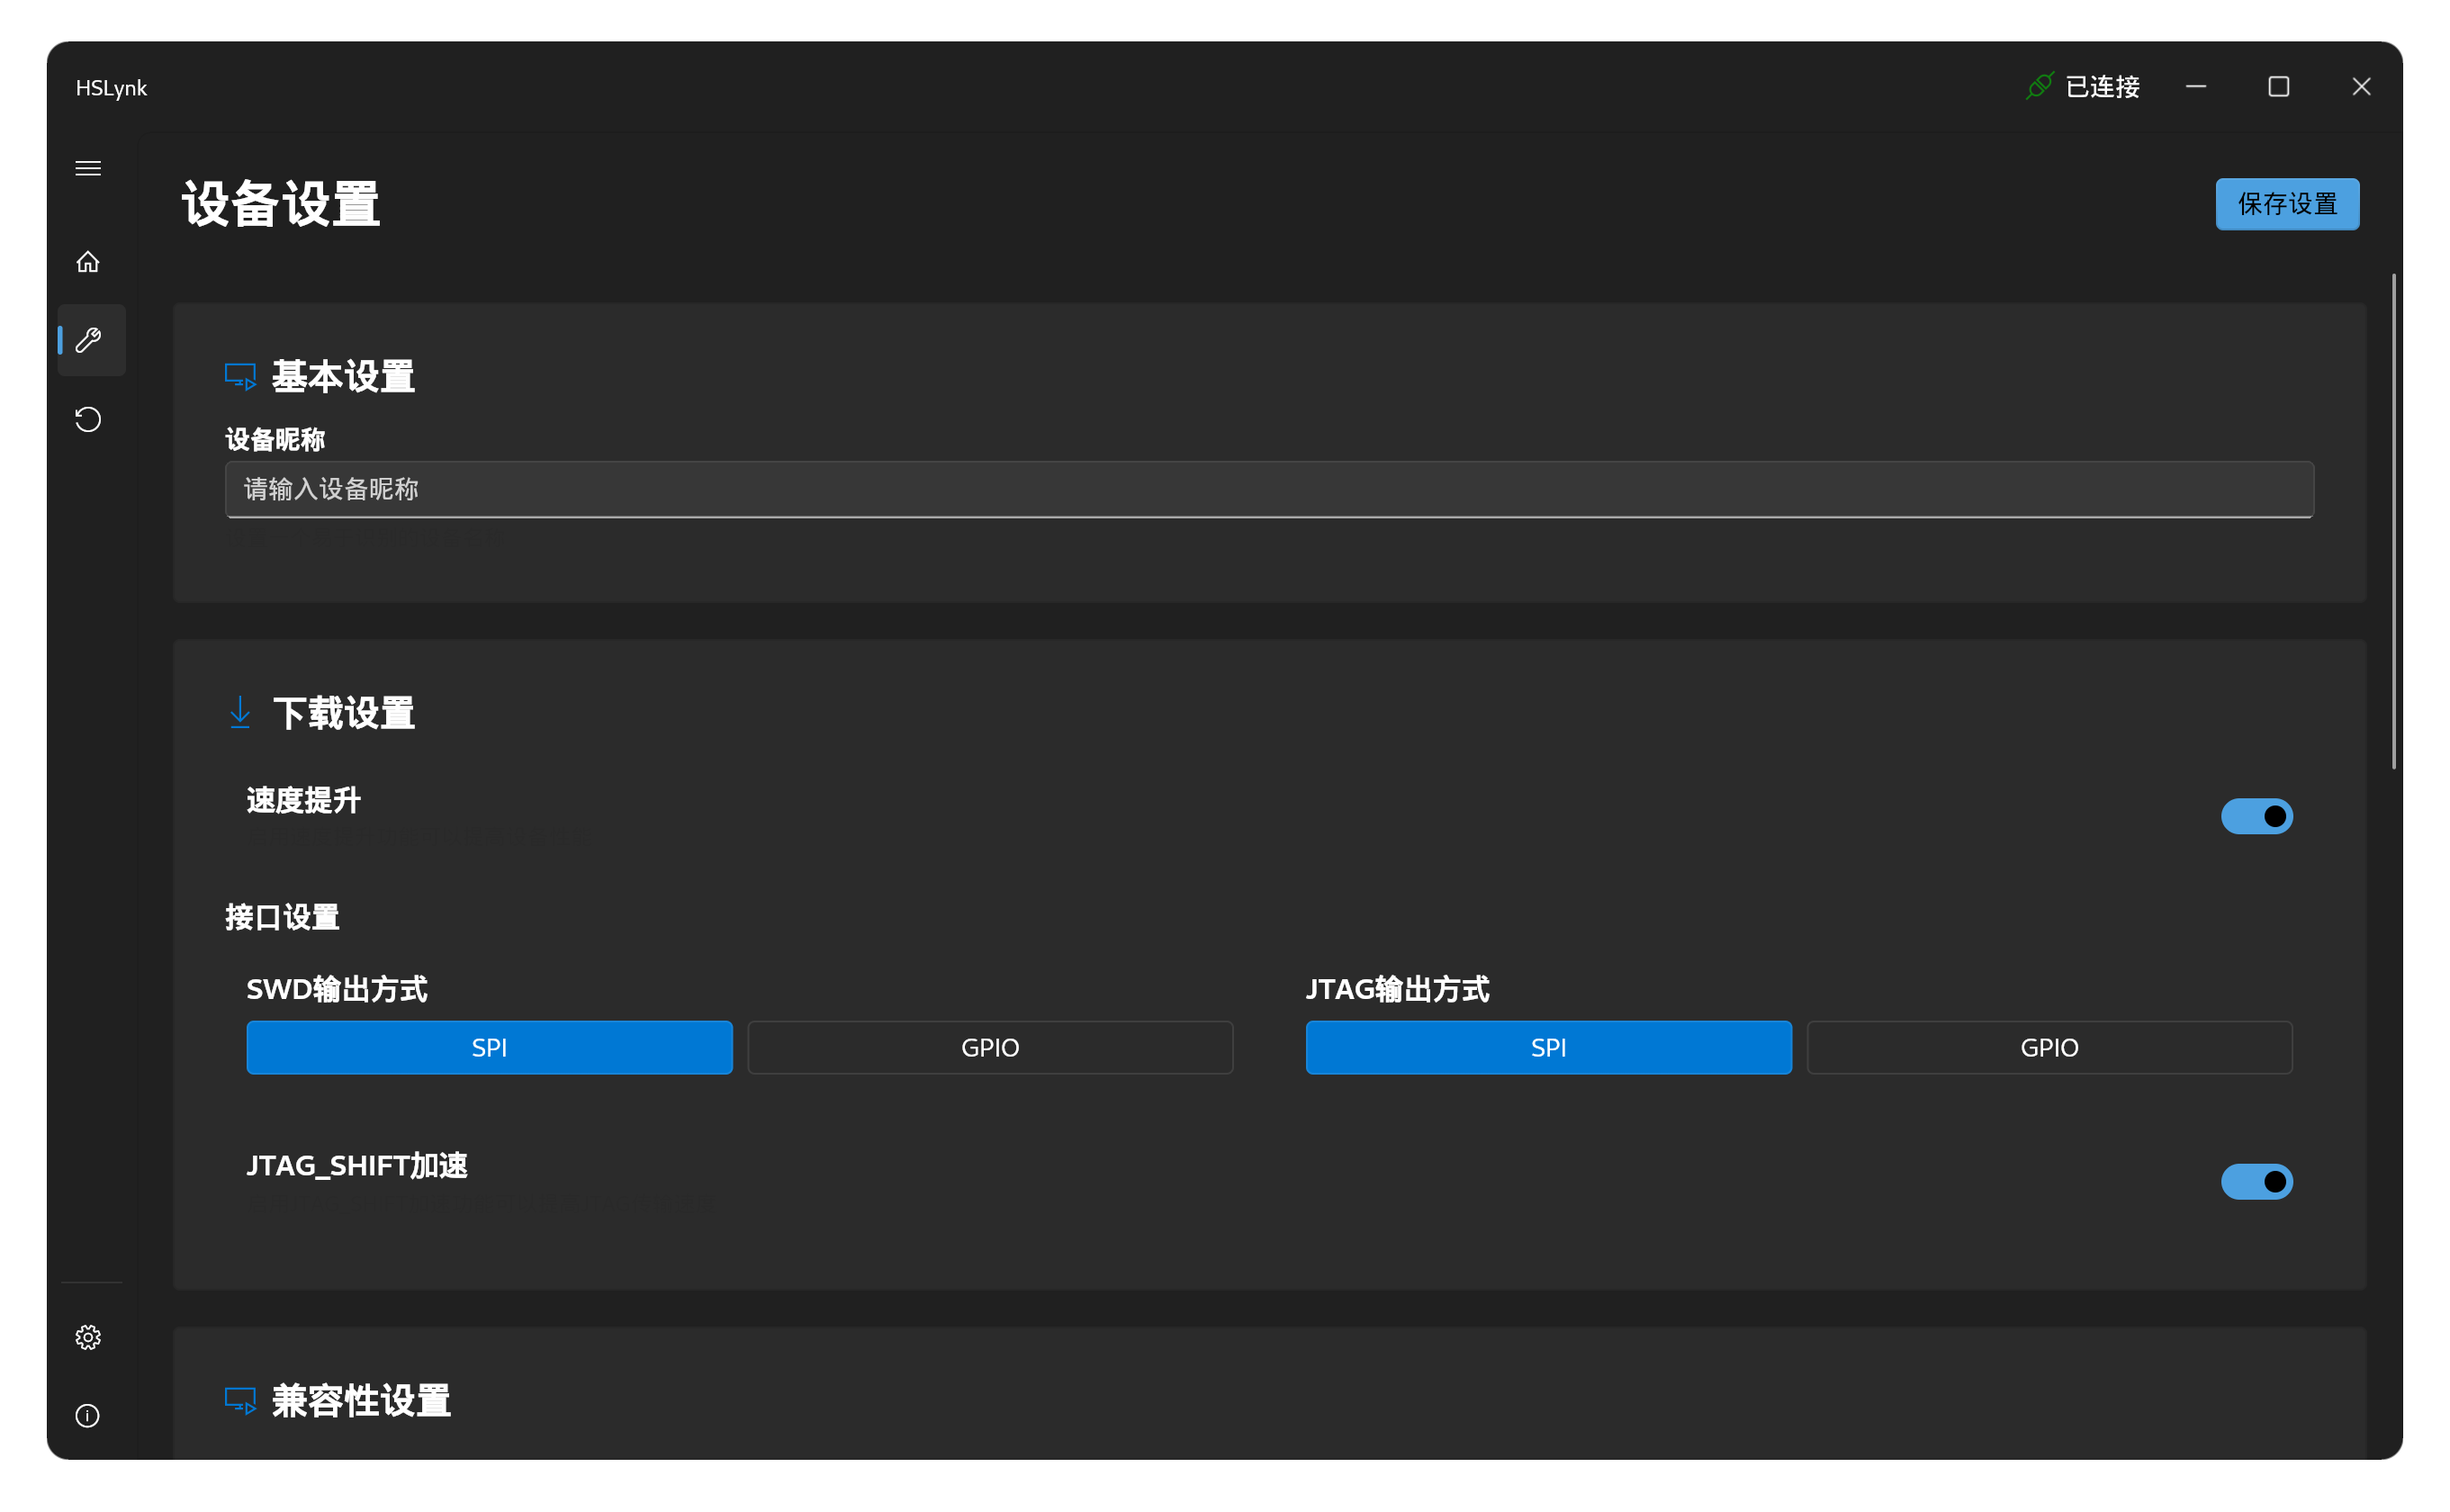 HSLynk
已连接
设备设置
保存设置
基本设置
设备昵称
请输入设备昵称
下载设置
速度提升
接口设置
SWD输出方式
JTAG输出方式
SPI
GPIO
SPI
GPIO
JTAG_SHIFT加速
兼容性设置